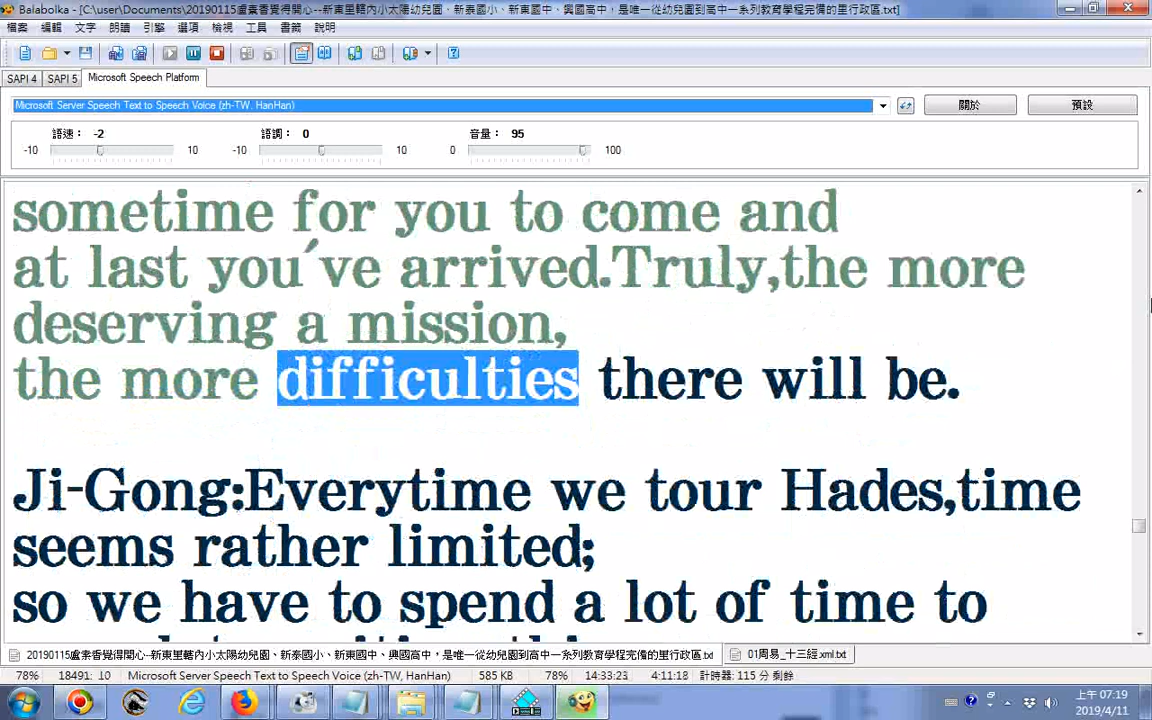 Balabolka - [C:\user\Documents\20190115盧素香覺得開心--新東里轄內小太陽幼兒園、新泰國小、新東國中、興國高中，是唯一從幼兒園到高中一系列教育學程完備的里行政區.txt]
檔案 編輯 文字 朗讀 引擎 選項 檢視 工具 書籤 說明
SAPI 4 SAPI 5 Microsoft Speech Platform
Microsoft Server Speech Text to Speech Voice (zh-TW, HanHan) 關於 預設
語速： -2 語調： 0 音量： 95
-10 10 -10 10 0 100
sometime for you to come and
at last you´ve arrived.Truly,the more
deserving a mission,
the more difficulties there will be.
Ji-Gong:Everytime we tour Hades,time
seems rather limited;
so we have to spend a lot of time to
20190115盧素香覺得開心--新東里轄內小太陽幼兒園、新泰國小、新東國中、興國高中，是唯一從幼兒園到高中一系列教育學程完備的里行政區.txt 01周易_十三經.xml.txt
78% 18491: 10 Microsoft Server Speech Text to Speech Voice (zh-TW, HanHan) 585 KB 78% 14:33:23 4:11:18 計時器：115 分 剩餘
上午 07:19
2019/4/11